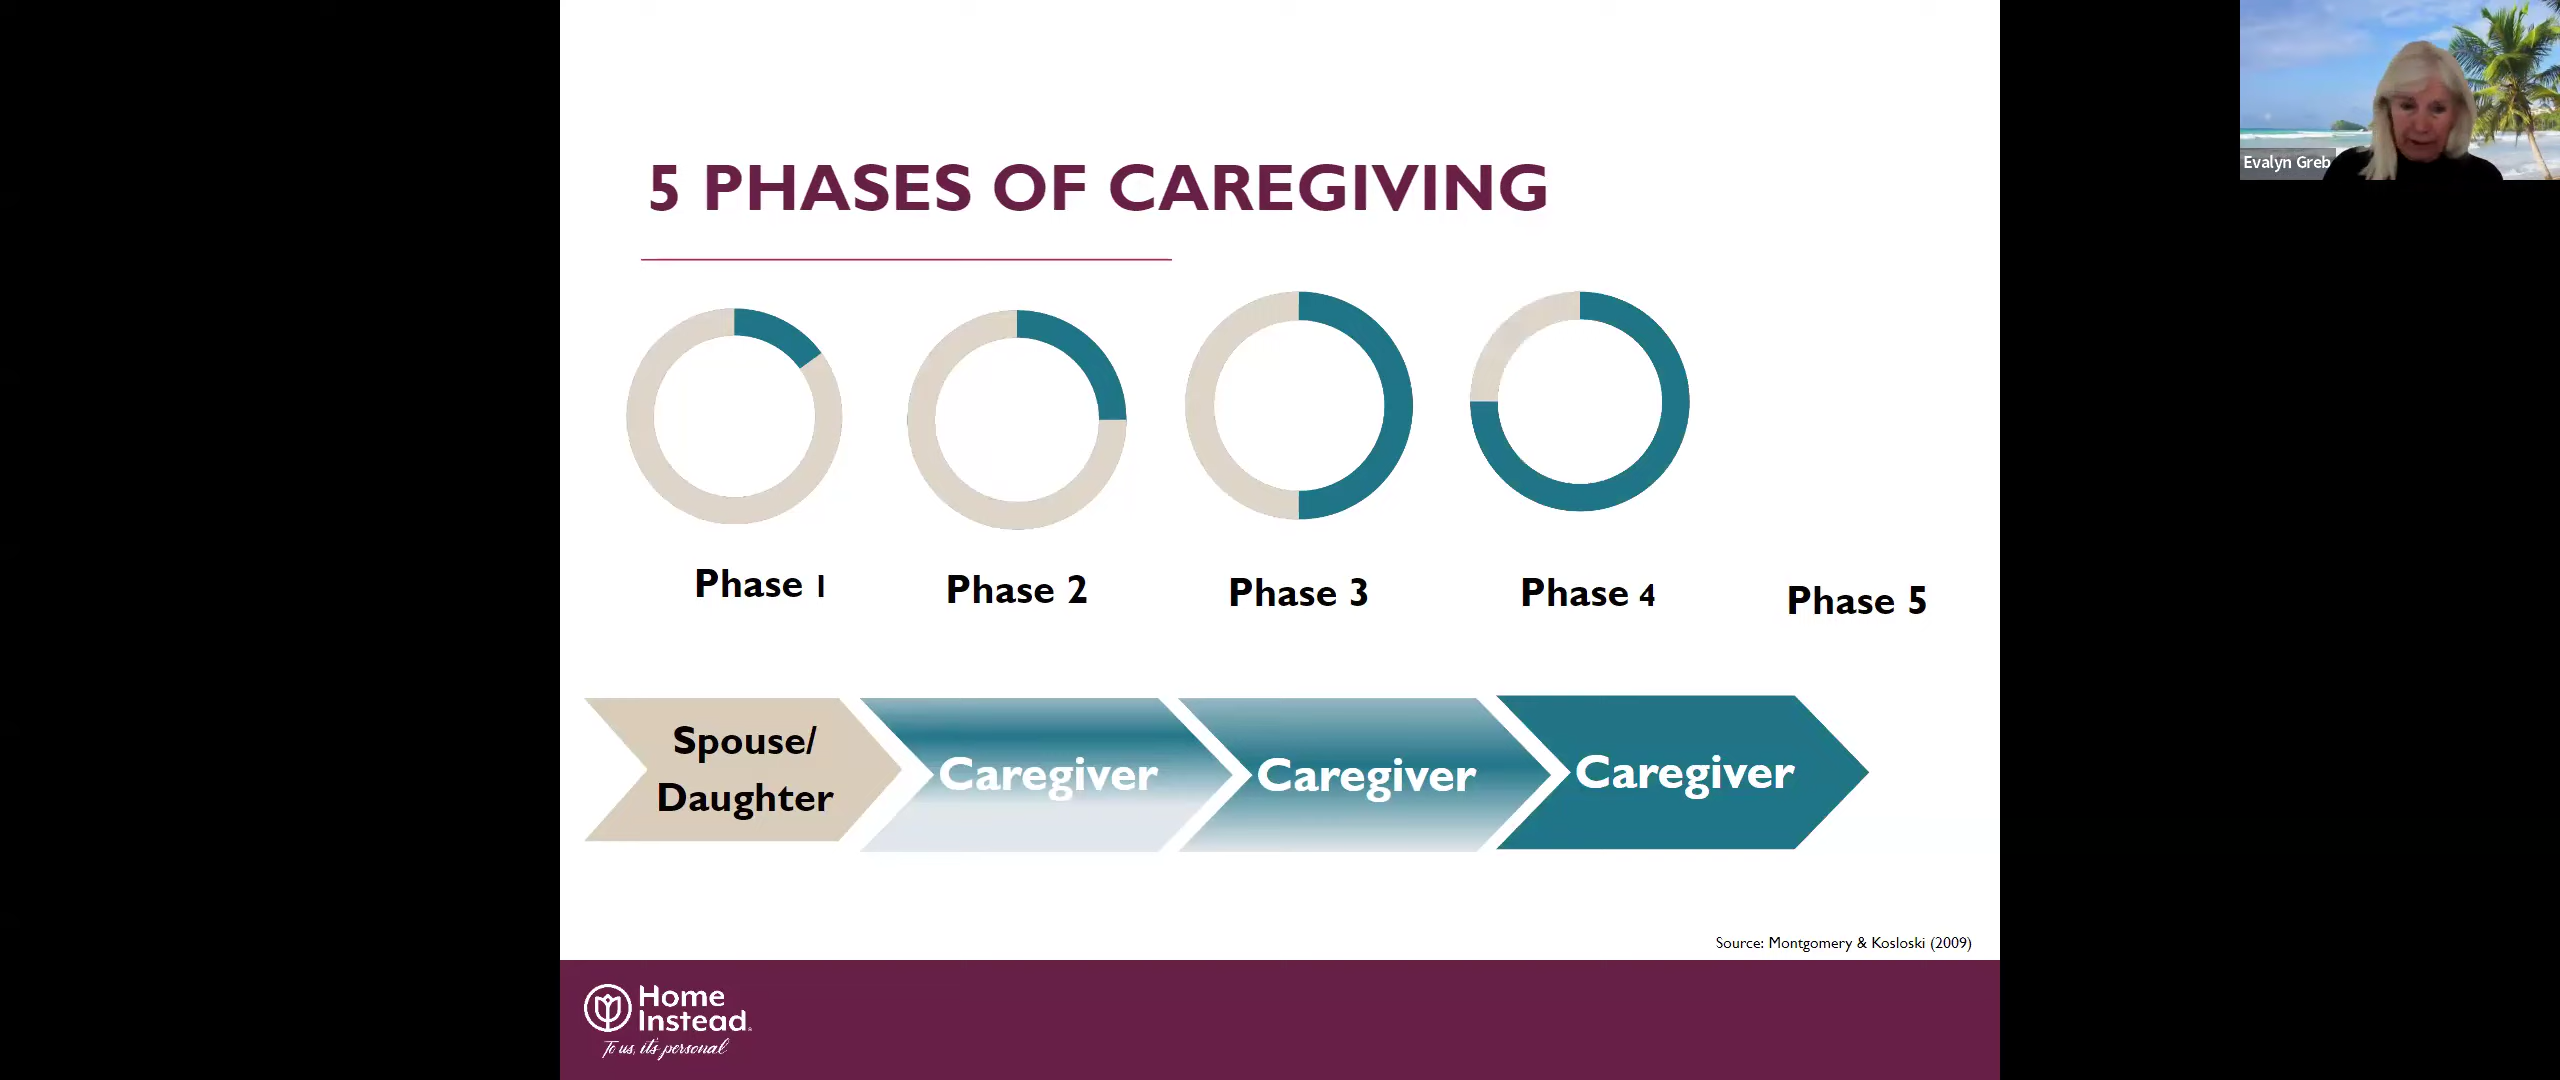 5 PHASES OF CAREGIVING
Evalyn Greb
Phase 1
Phase 2
Phase 3
Phase 4
Phase 5
Spouse/
Daughter
Caregiver
Caregiver
Caregiver
Source: Montgomery & Kosloski (2009)
Home
Instead
To us, it's personal